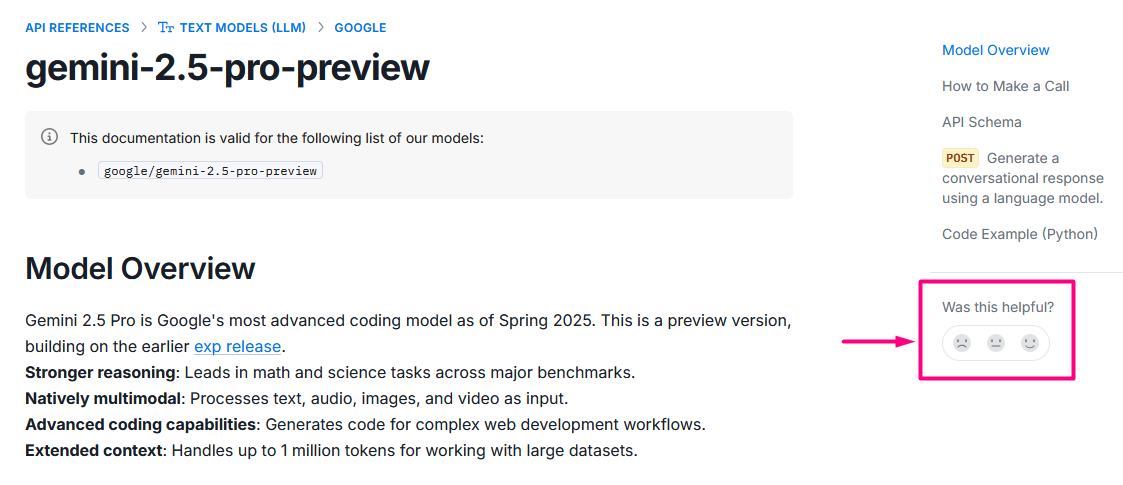 API REFERENCES > TEXT MODELS (LLM) > GOOGLE
gemini-2.5-pro-preview
This documentation is valid for the following list of our models:
• google/gemini-2.5-pro-preview
Model Overview
Gemini 2.5 Pro is Google's most advanced coding model as of Spring 2025. This is a preview version,
building on the earlier exp release.
Stronger reasoning: Leads in math and science tasks across major benchmarks.
Natively multimodal: Processes text, audio, images, and video as input.
Advanced coding capabilities: Generates code for complex web development workflows.
Extended context: Handles up to 1 million tokens for working with large datasets.
Model Overview
How to Make a Call
API Schema
POST Generate a
conversational response
using a language model.
Code Example (Python)
Was this helpful?